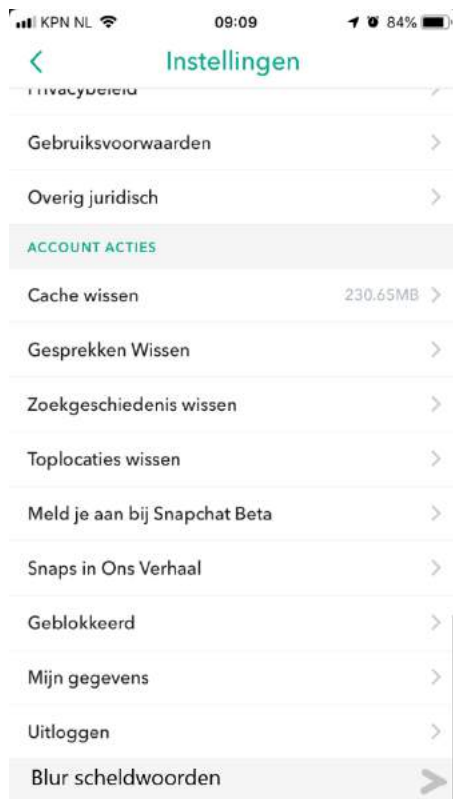 KPN NL 09:09 84%
Instellingen
Privacybeleid
Gebruiksvoorwaarden
Overig juridisch
ACCOUNT ACTIES
Cache wissen 230.65MB
Gesprekken Wissen
Zoekgeschiedenis wissen
Toplocaties wissen
Meld je aan bij Snapchat Beta
Snaps in Ons Verhaal
Geblokkeerd
Mijn gegevens
Uitloggen
Blur scheldwoorden